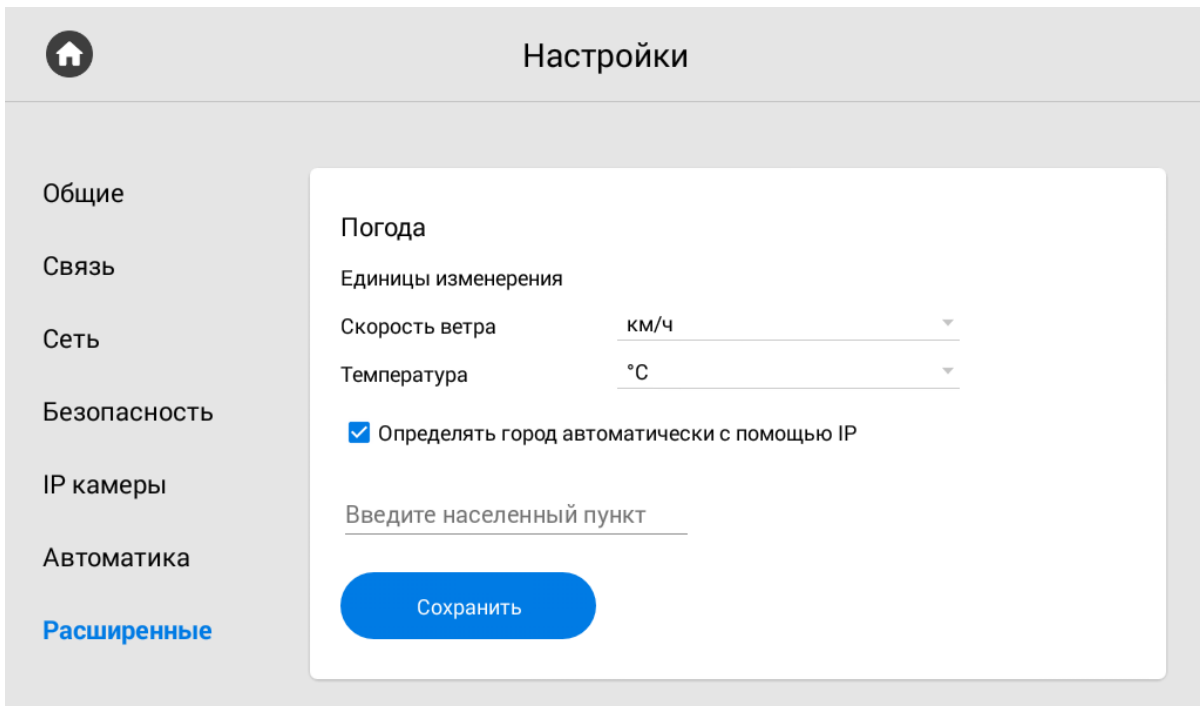 Настройки
Общие
Связь
Сеть
Безопасность
IP камеры
Автоматика
Расширенные
Погода
Единицы изменерения
Скорость ветра км/ч
Температура °C
Определять город автоматически с помощью IP
Введите населенный пункт
Сохранить